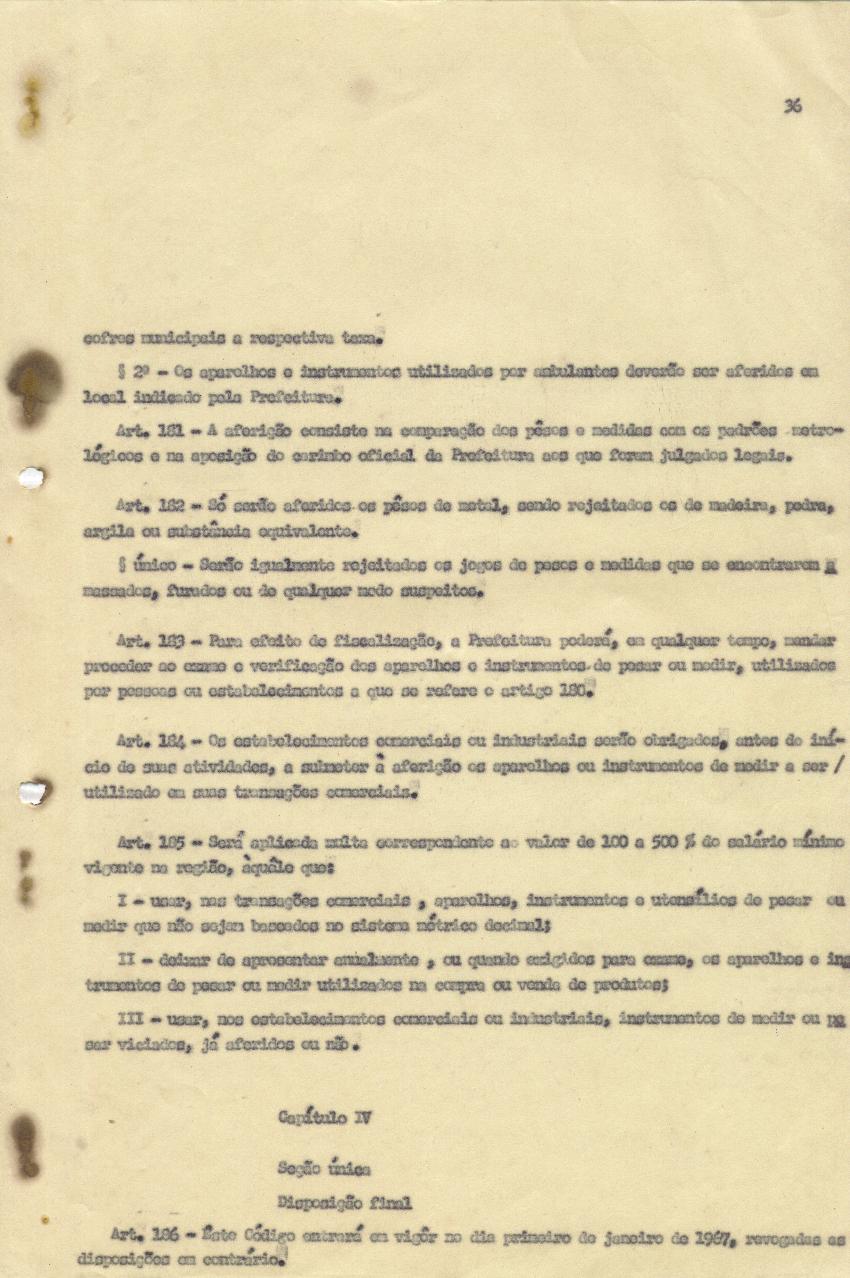 36
cofres municipais a respectiva taxa.
§ 2º - Os aparelhos e instrumentos utilizados por ambulantes deverão ser aferidos em
local indicado pela Prefeitura.
Art. 181 - A aferição consiste na comparação dos pêsos e medidas com os padrões metro-
lógicos e na aposição do carimbo oficial da Prefeitura aos que forem julgados legais.
Art. 182 - Só serão aferidos os pêsos de metal, sendo rejeitados os de madeira, pedra,
argila ou substância equivalente.
§ único - Serão igualmente rejeitados os jogos de pesos e medidas que se encontrarem a
massados, furados ou de qualquer modo suspeitos.
Art. 183 - Para efeito de fiscalização, a Prefeitura poderá, em qualquer tempo, mandar
proceder ao exame e verificação dos aparelhos e instrumentos de pesar ou medir, utilizados
por pessoas ou estabelecimentos a que se refere o artigo 180.
Art. 184 - Os estabelecimentos comerciais ou industriais serão obrigados, antes do iní-
cio de suas atividades, a submeter à aferição os aparelhos ou instrumentos de medir a ser /
utilizado em suas transações comerciais.
Art. 185 - Será aplicada multa correspondente ao valor de 100 a 500 % do salário mínimo
vigente na região, àquêle que:
I - usar, nas transações comerciais , aparelhos, instrumentos e utensílios de pesar ou
medir que não sejam baseados no sistema métrico decimal;
II - deixar de apresentar anualmente , ou quando exigidos para exame, os aparelhos e ins
trumentos de pesar ou medir utilizados na compra ou venda de produtos;
III - usar, nos estabelecimentos comerciais ou industriais, instrumentos de medir ou pe
sar viciados, já aferidos ou não.
Capítulo IV
Seção única
Disposição final
Art. 186 - Êste Código entrará em vigôr no dia primeiro de janeiro de 1967, revogadas as
disposições em contrário.